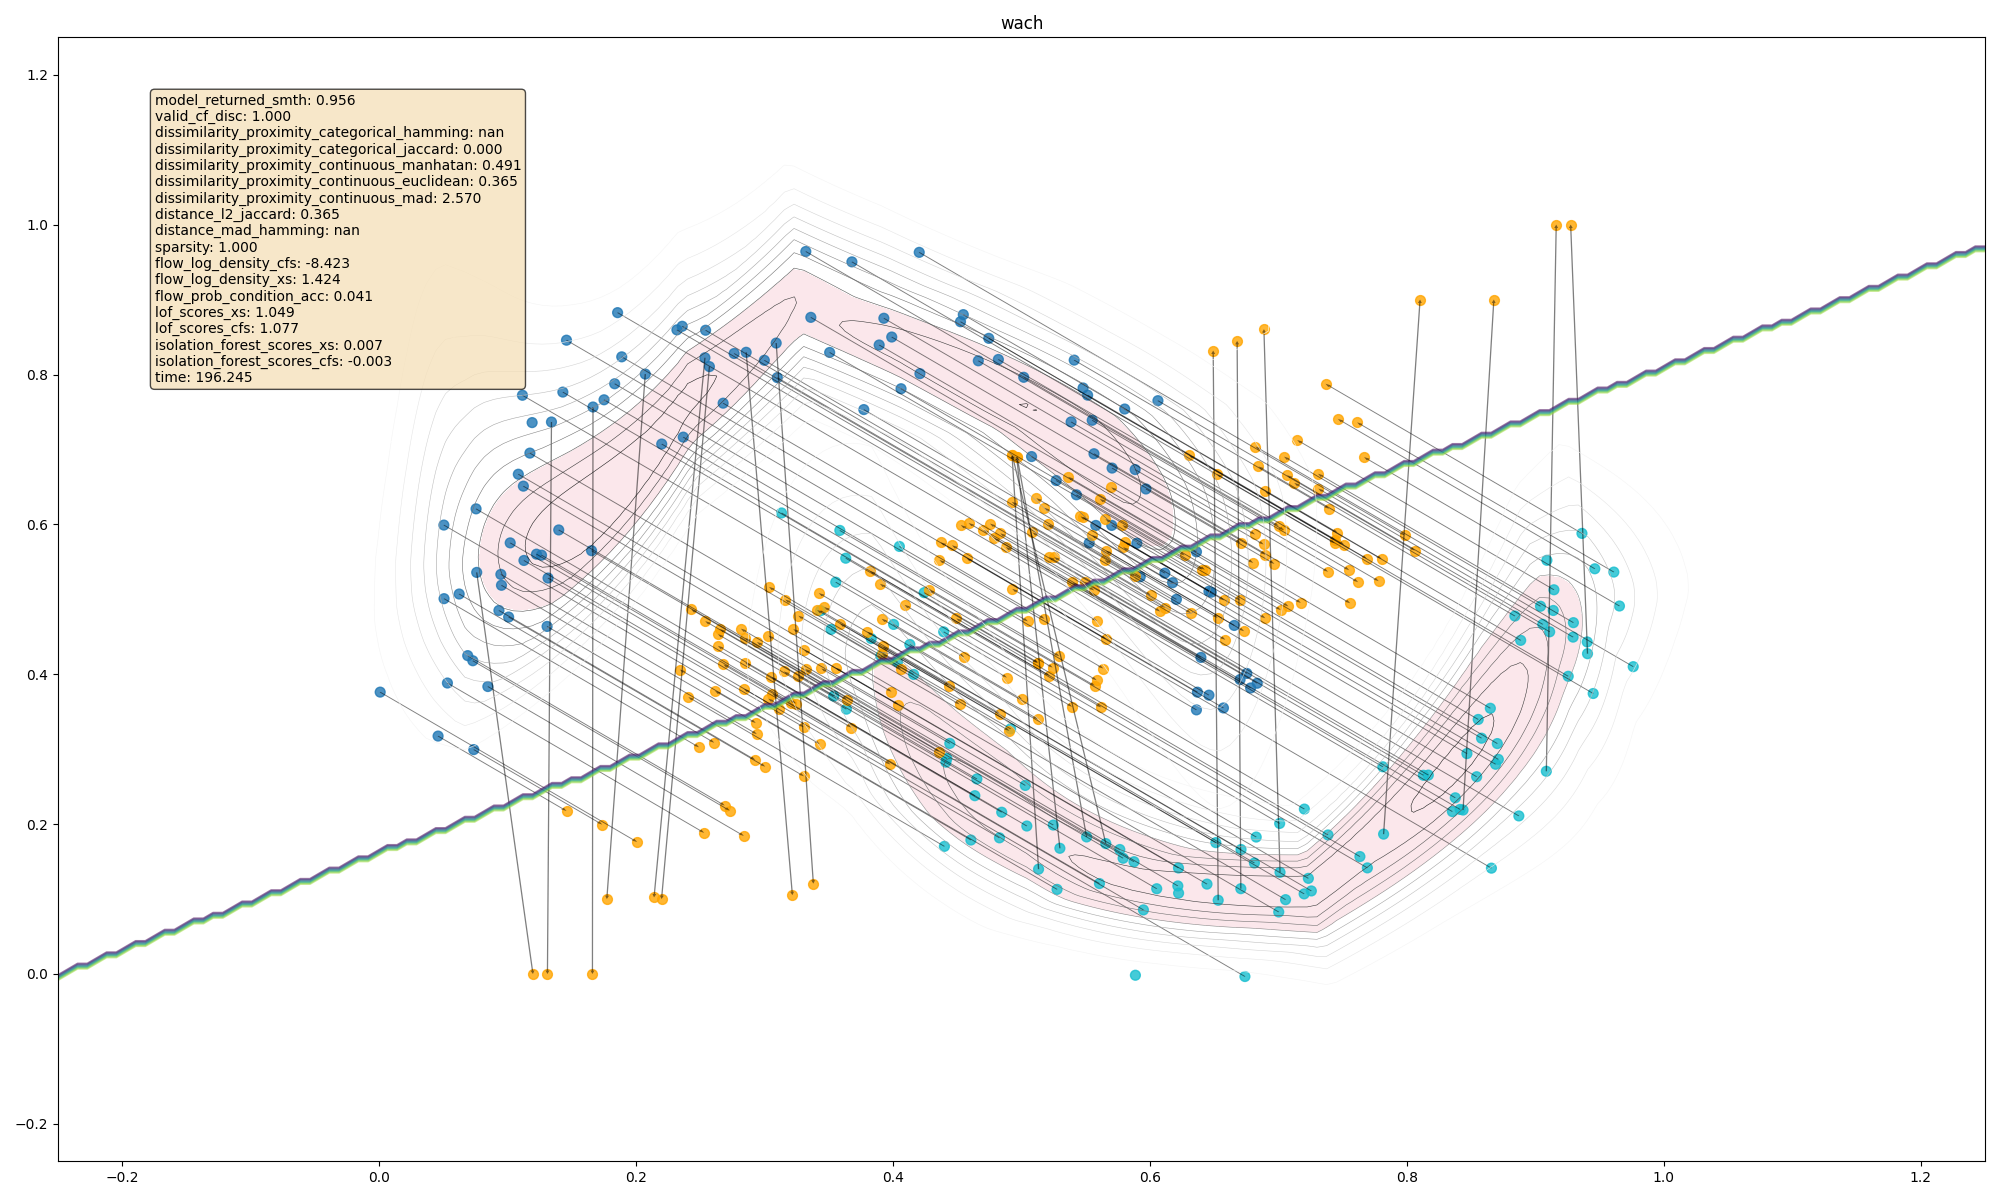 wach
1.2
1.0
0.8
0.6
0.4
0.2
0.0
−0.2
model_returned_smth: 0.956
valid_cf_disc: 1.000
dissimilarity_proximity_categorical_hamming: nan
dissimilarity_proximity_categorical_jaccard: 0.000
dissimilarity_proximity_continuous_manhatan: 0.491
dissimilarity_proximity_continuous_euclidean: 0.365
dissimilarity_proximity_continuous_mad: 2.570
distance_l2_jaccard: 0.365
distance_mad_hamming: nan
sparsity: 1.000
flow_log_density_cfs: -8.423
flow_log_density_xs: 1.424
flow_prob_condition_acc: 0.041
lof_scores_xs: 1.049
lof_scores_cfs: 1.077
isolation_forest_scores_xs: 0.007
isolation_forest_scores_cfs: -0.003
time: 196.245
−0.2 0.0 0.2 0.4 0.6 0.8 1.0 1.2